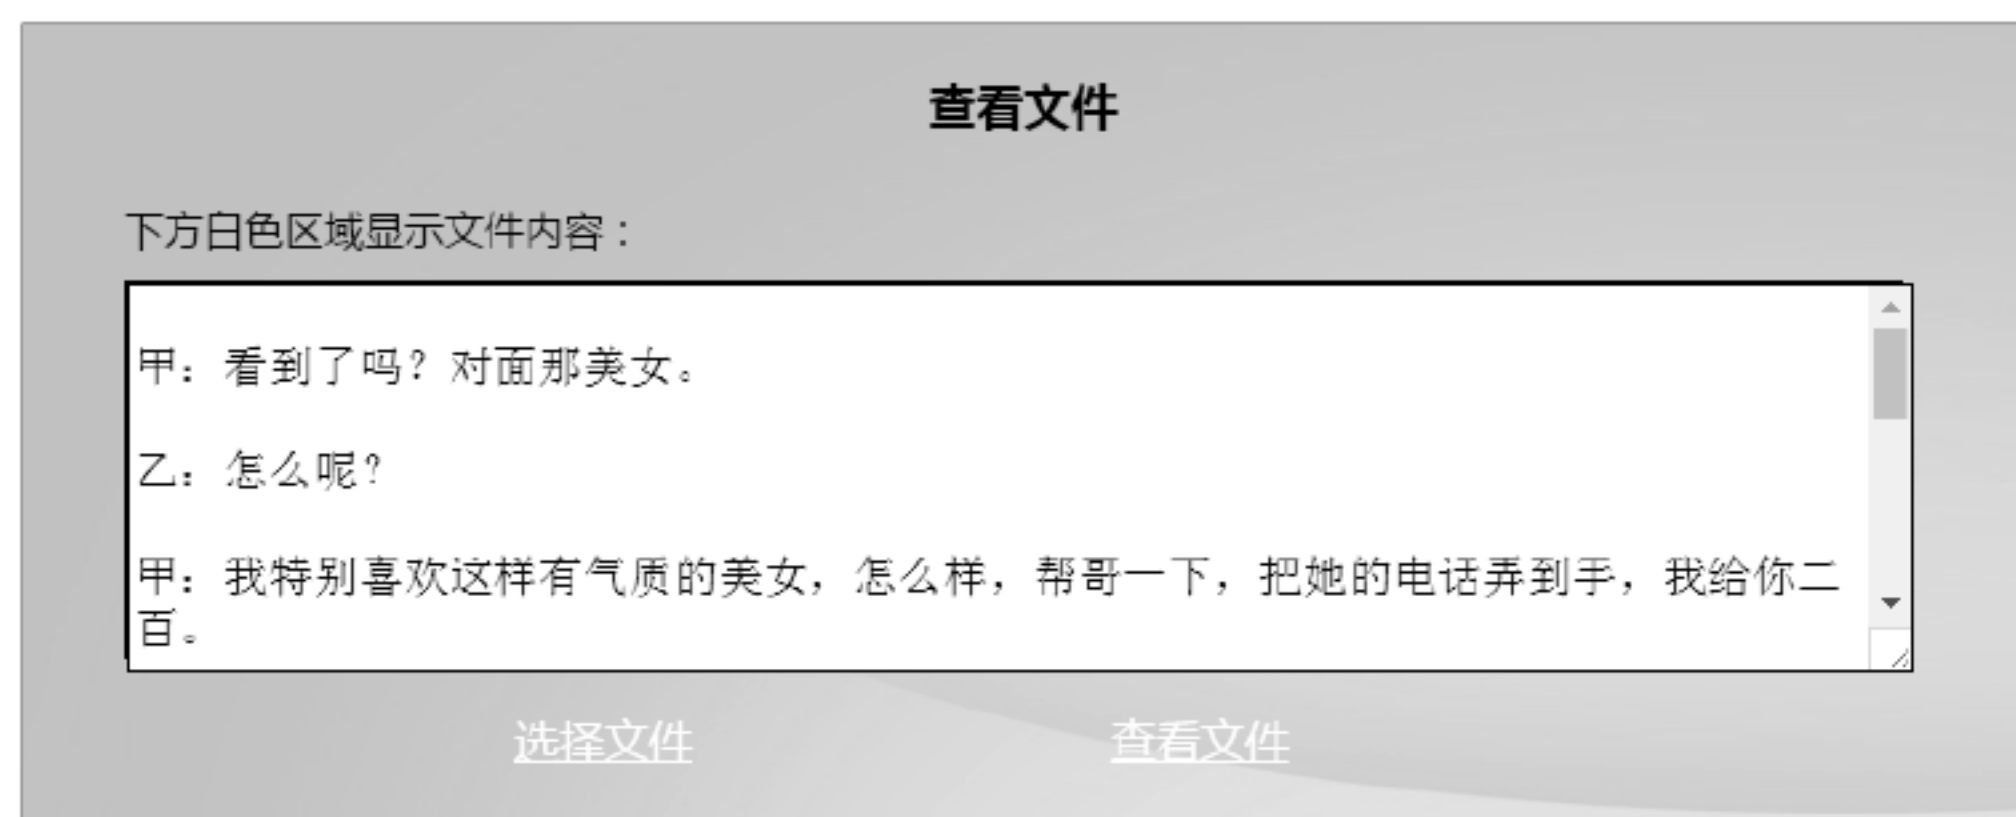 查看文件
下方白色区域显示文件内容：
甲：看到了吗？对面那美女。
乙：怎么呢？
甲：我特别喜欢这样有气质的美女，怎么样，帮哥一下，把她的电话弄到手，我给你二
百。
选择文件 查看文件